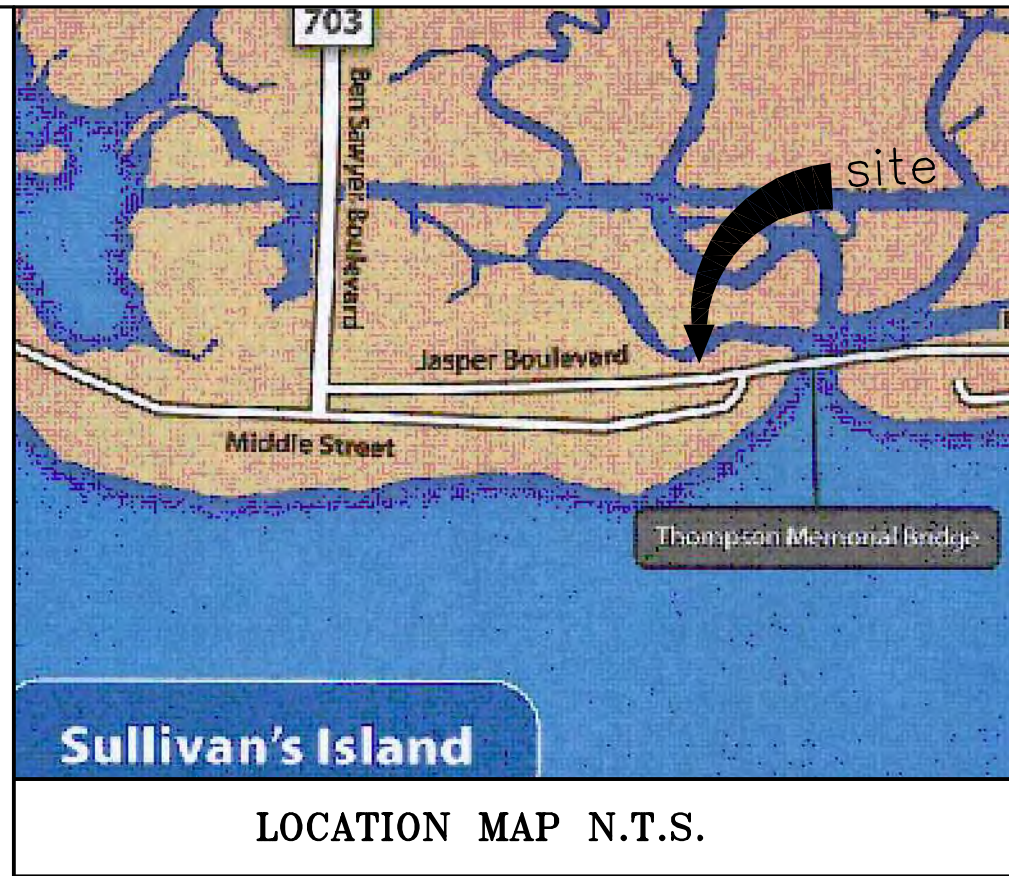 703
Ben Sawyer Boulevard
site
Jasper Boulevard
Middle Street
Thompson Memorial Bridge
Sullivan's Island
LOCATION MAP N.T.S.